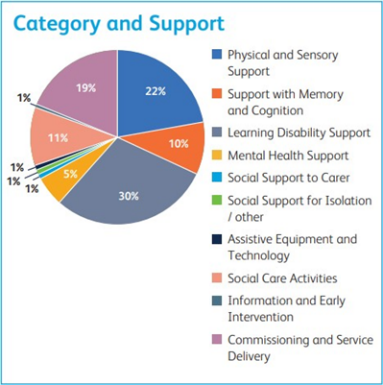 Category and Support
1%
19%
22%
11%
10%
1%
1%
1%
5%
30%
Physical and Sensory
Support
Support with Memory
and Cognition
Learning Disability Support
Mental Health Support
Social Support to Carer
Social Support for Isolation
/ other
Assistive Equipment and
Technology
Social Care Activities
Information and Early
Intervention
Commissioning and Service
Delivery